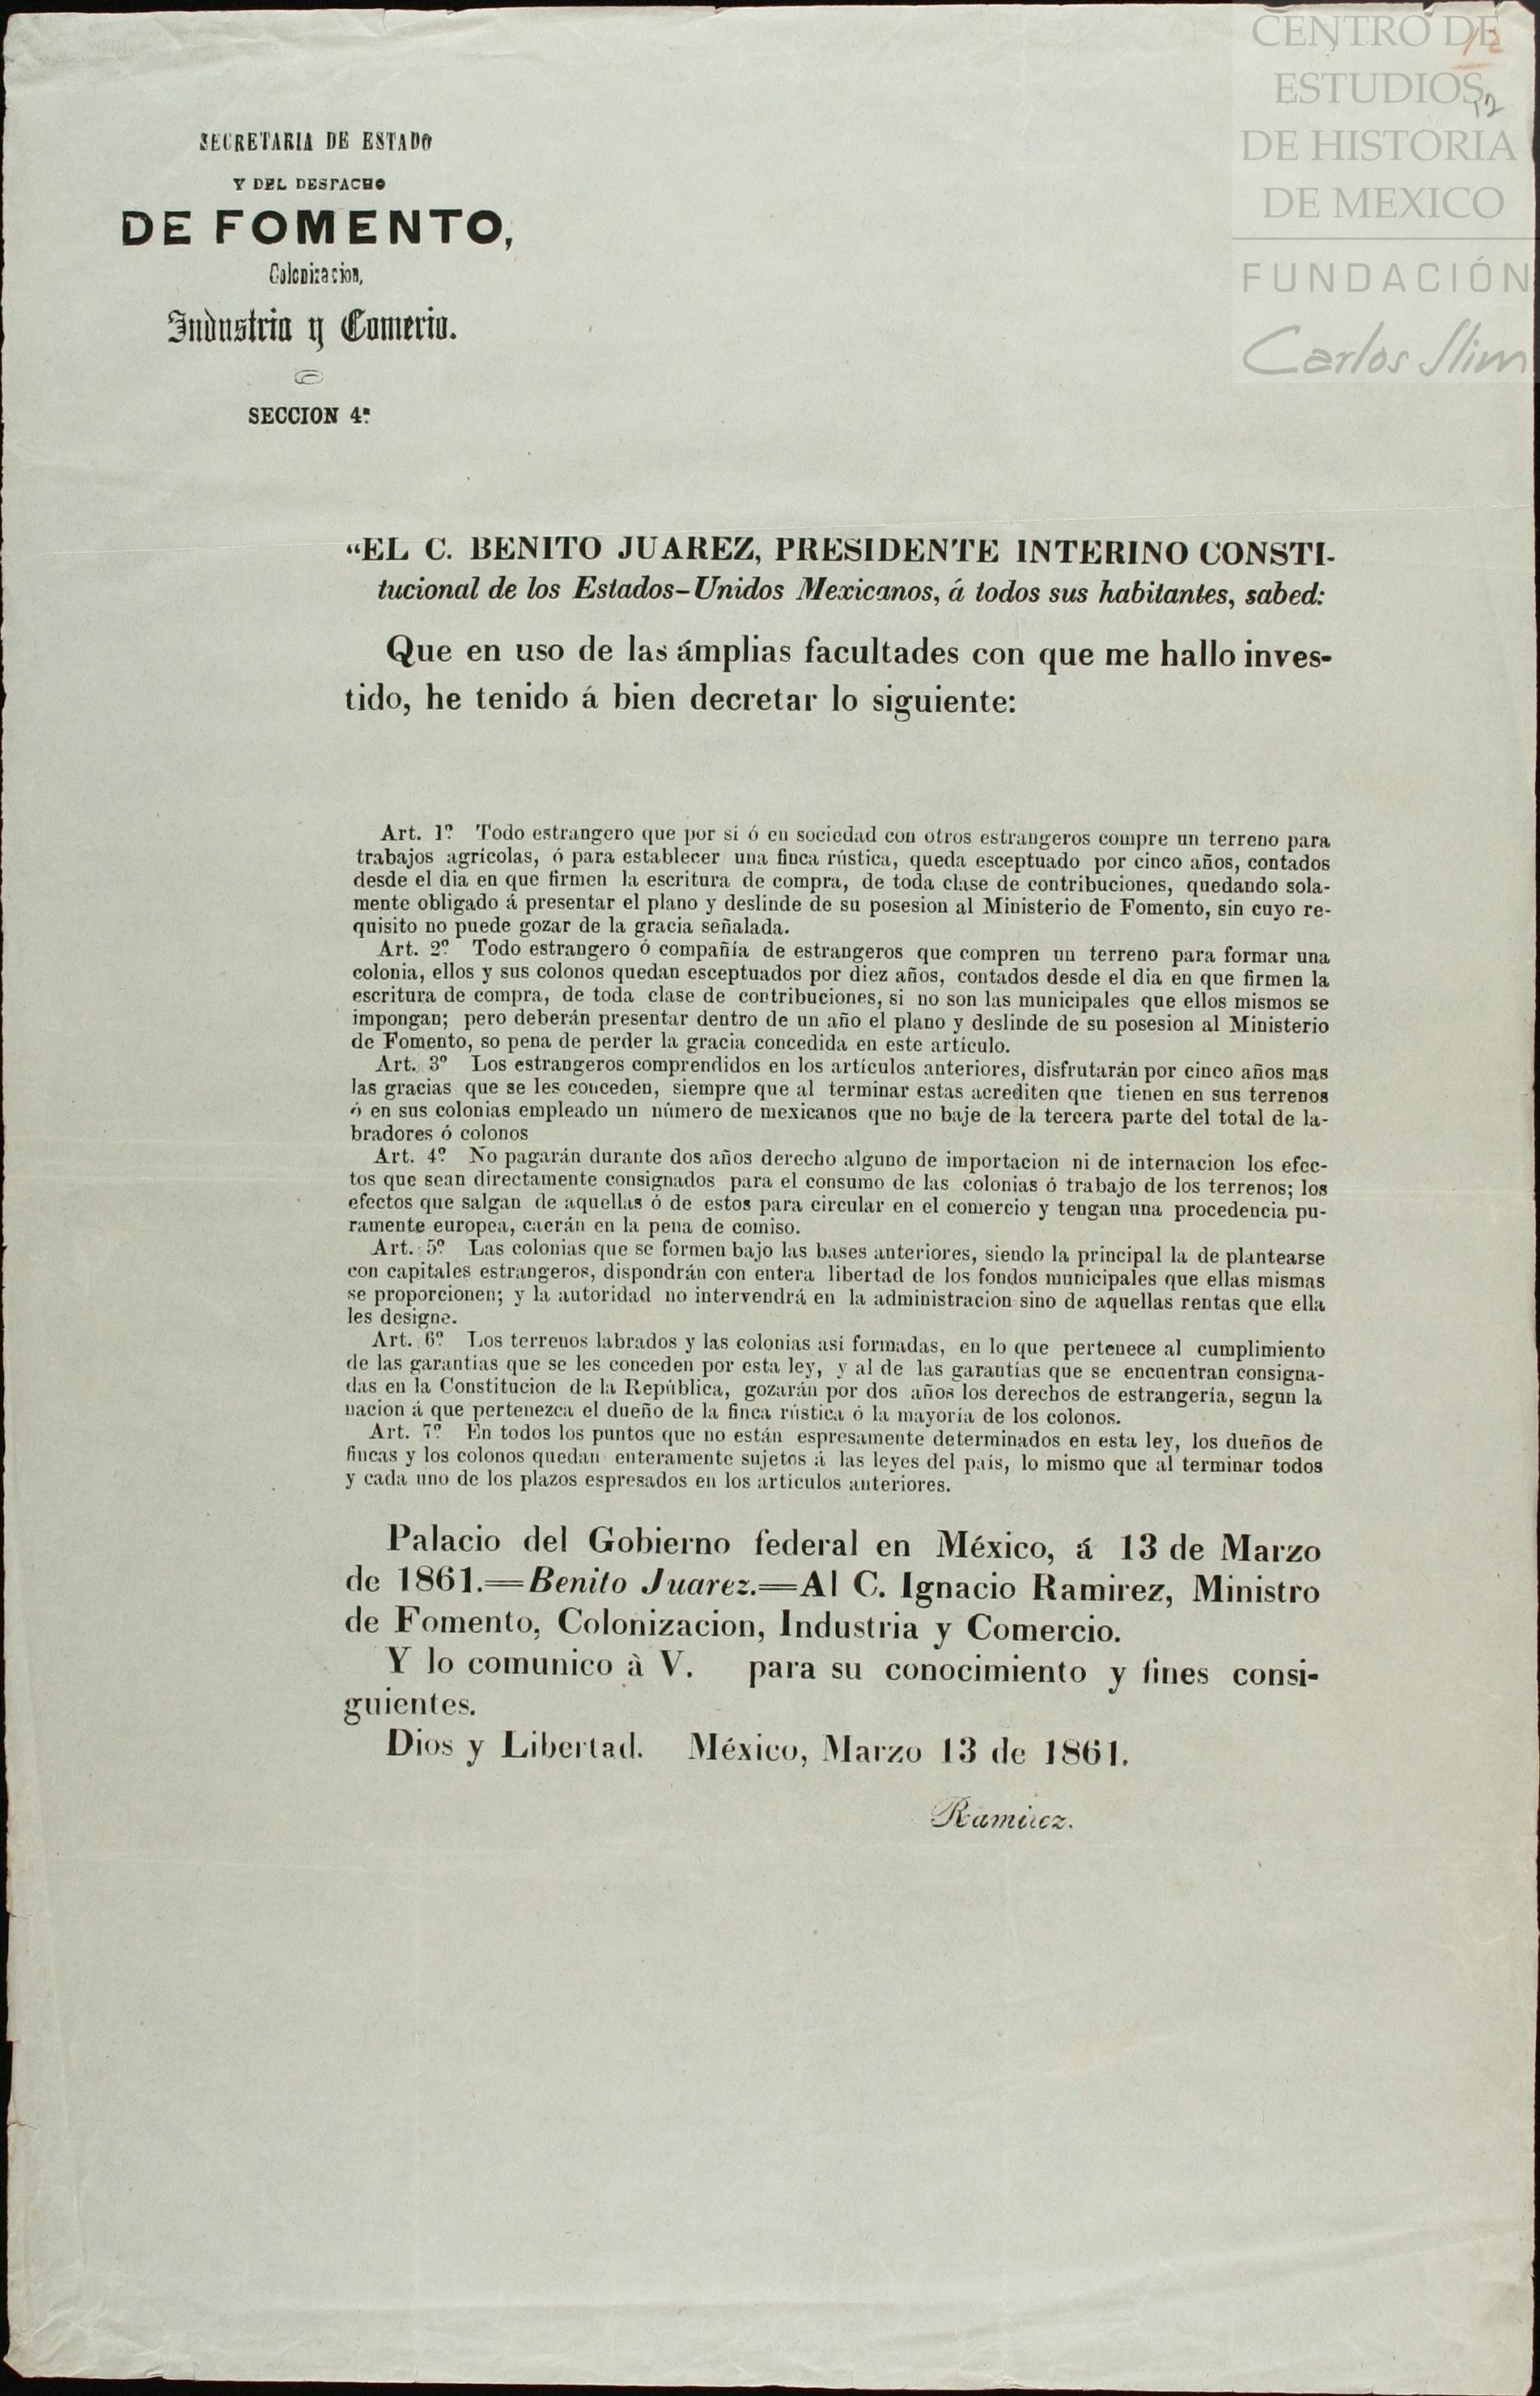 CENTRO DE
ESTUDIOS
DE HISTORIA
DE MEXICO
FUNDACIÓN
Carlos Slim
12
12
SECRETARIA DE ESTADO
Y DEL DESPACHO
DE FOMENTO,
Colonizacion,
Industria y Comercio.
SECCION 4ª
“EL C. BENITO JUAREZ, PRESIDENTE INTERINO CONSTI-
tucional de los Estados-Unidos Mexicanos, á todos sus habitantes, sabed:
Que en uso de las ámplias facultades con que me hallo inves-
tido, he tenido á bien decretar lo siguiente:
Art. 1º Todo estrangero que por sí ó en sociedad con otros estrangeros compre un terreno para
trabajos agrícolas, ó para establecer una finca rústica, queda esceptuado por cinco años, contados
desde el dia en que firmen la escritura de compra, de toda clase de contribuciones, quedando sola-
mente obligado á presentar el plano y deslinde de su posesion al Ministerio de Fomento, sin cuyo re-
quisito no puede gozar de la gracia señalada.
Art. 2º Todo estrangero ó compañía de estrangeros que compren un terreno para formar una
colonia, ellos y sus colonos quedan esceptuados por diez años, contados desde el dia en que firmen la
escritura de compra, de toda clase de contribuciones, si no son las municipales que ellos mismos se
impongan; pero deberán presentar dentro de un año el plano y deslinde de su posesion al Ministerio
de Fomento, so pena de perder la gracia concedida en este artículo.
Art. 3º Los estrangeros comprendidos en los artículos anteriores, disfrutarán por cinco años mas
las gracias que se les conceden, siempre que al terminar estas acrediten que tienen en sus terrenos
ó en sus colonias empleado un número de mexicanos que no baje de la tercera parte del total de la-
bradores ó colonos
Art. 4º No pagarán durante dos años derecho alguno de importacion ni de internacion los efec-
tos que sean directamente consignados para el consumo de las colonias ó trabajo de los terrenos; los
efectos que salgan de aquellas ó de estos para circular en el comercio y tengan una procedencia pu-
ramente europea, caerán en la pena de comiso.
Art. 5º Las colonias que se formen bajo las bases anteriores, siendo la principal la de plantearse
con capitales estrangeros, dispondrán con entera libertad de los fondos municipales que ellas mismas
se proporcionen; y la autoridad no intervendrá en la administracion sino de aquellas rentas que ella
les designe.
Art. 6º Los terrenos labrados y las colonias así formadas, en lo que pertenece al cumplimiento
de las garantías que se les conceden por esta ley, y al de las garantías que se encuentran consigna-
das en la Constitucion de la República, gozarán por dos años los derechos de estrangería, segun la
nacion á que pertenezca el dueño de la finca rústica ó la mayoría de los colonos.
Art. 7º En todos los puntos que no están espresamente determinados en esta ley, los dueños de
fincas y los colonos quedan enteramente sujetos á las leyes del país, lo mismo que al terminar todos
y cada uno de los plazos espresados en los artículos anteriores.
Palacio del Gobierno federal en México, á 13 de Marzo
de 1861.=Benito Juarez.=Al C. Ignacio Ramirez, Ministro
de Fomento, Colonizacion, Industria y Comercio.
Y lo comunico à V. para su conocimiento y fines consi-
guientes.
Dios y Libertad. México, Marzo 13 de 1861.
Ramirez.